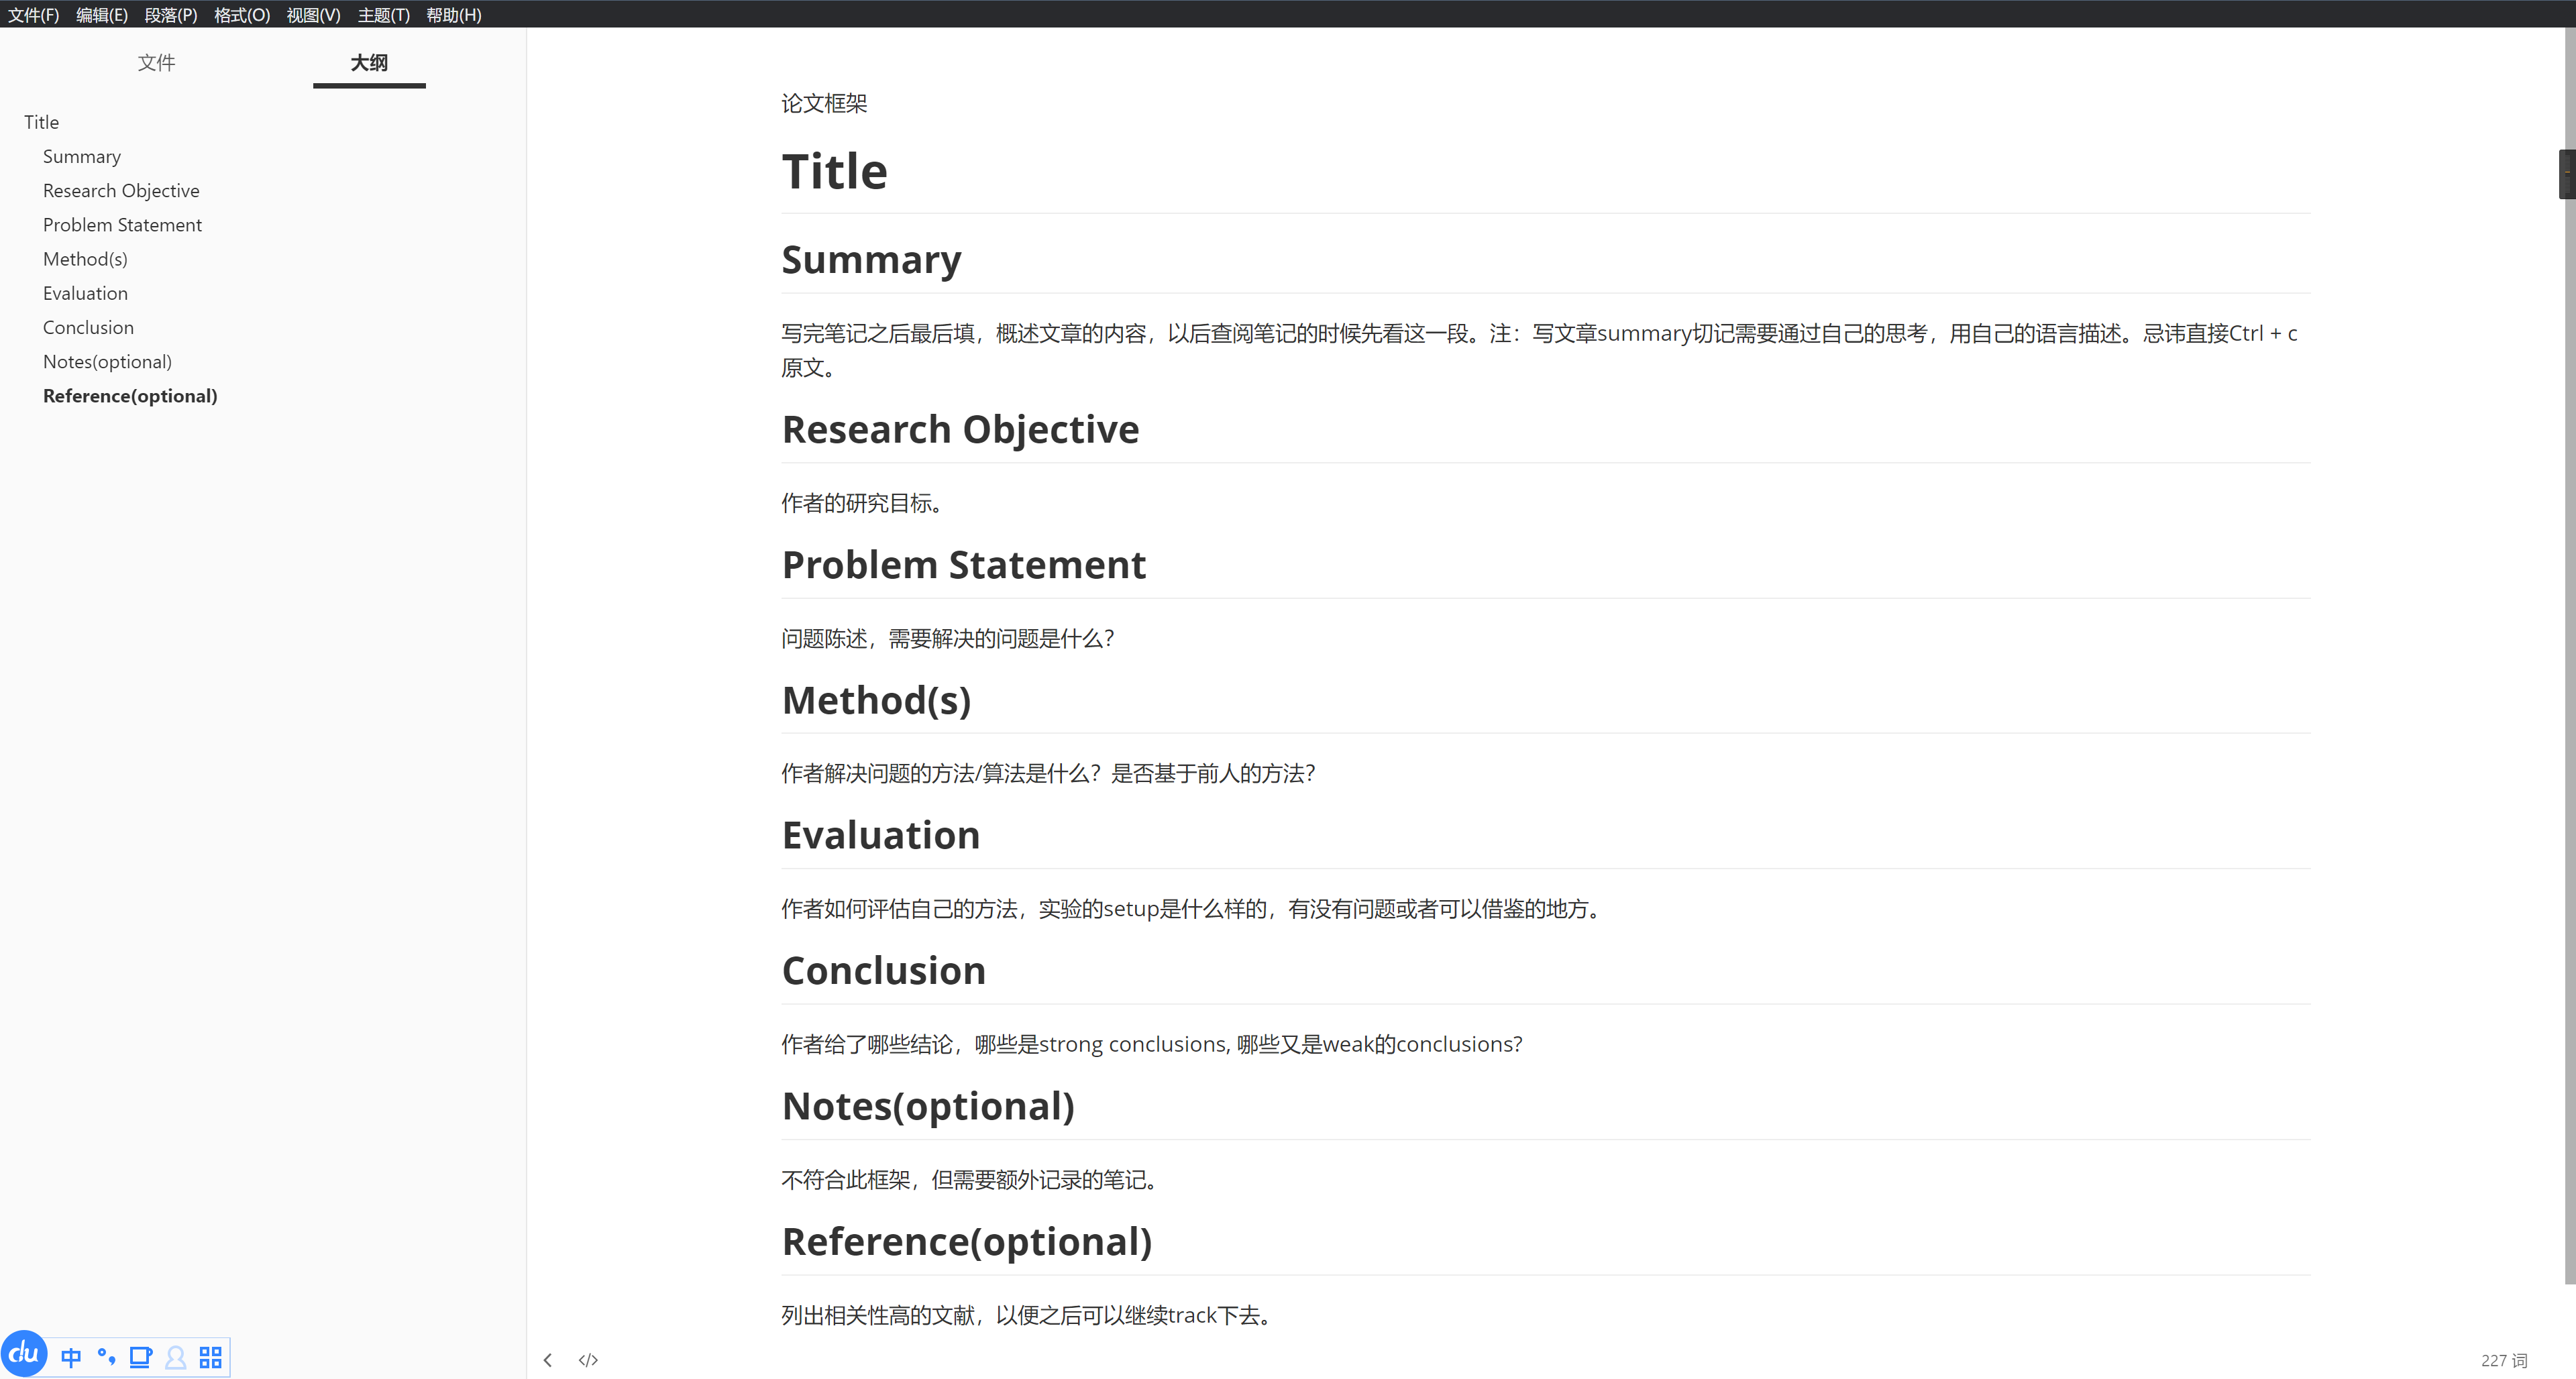 文件(F) 编辑(E) 段落(P) 格式(O) 视图(V) 主题(T) 帮助(H)
文件 大纲
Title
Summary
Research Objective
Problem Statement
Method(s)
Evaluation
Conclusion
Notes(optional)
Reference(optional)
论文框架
Title
Summary
写完笔记之后最后填，概述文章的内容，以后查阅笔记的时候先看这一段。注：写文章summary切记需要通过自己的思考，用自己的语言描述。忌讳直接Ctrl + c
原文。
Research Objective
作者的研究目标。
Problem Statement
问题陈述，需要解决的问题是什么？
Method(s)
作者解决问题的方法/算法是什么？是否基于前人的方法？
Evaluation
作者如何评估自己的方法，实验的setup是什么样的，有没有问题或者可以借鉴的地方。
Conclusion
作者给了哪些结论，哪些是strong conclusions, 哪些又是weak的conclusions?
Notes(optional)
不符合此框架，但需要额外记录的笔记。
Reference(optional)
列出相关性高的文献，以便之后可以继续track下去。
du 中
</>
227 词